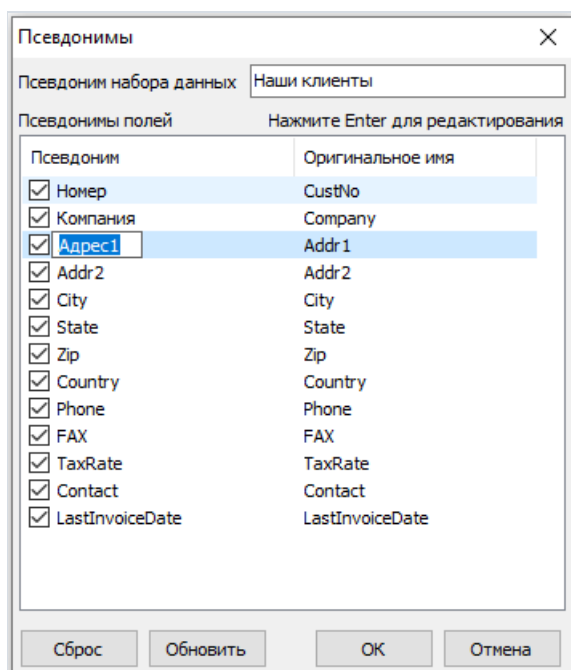 Псевдонимы
Псевдоним набора данных Наши клиенты
Псевдонимы полей Нажмите Enter для редактирования
Псевдоним Оригинальное имя
Номер CustNo
Компания Company
Адрес1 Addr1
Addr2 Addr2
City City
State State
Zip Zip
Country Country
Phone Phone
FAX FAX
TaxRate TaxRate
Contact Contact
LastInvoiceDate LastInvoiceDate
Сброс Обновить OK Отмена